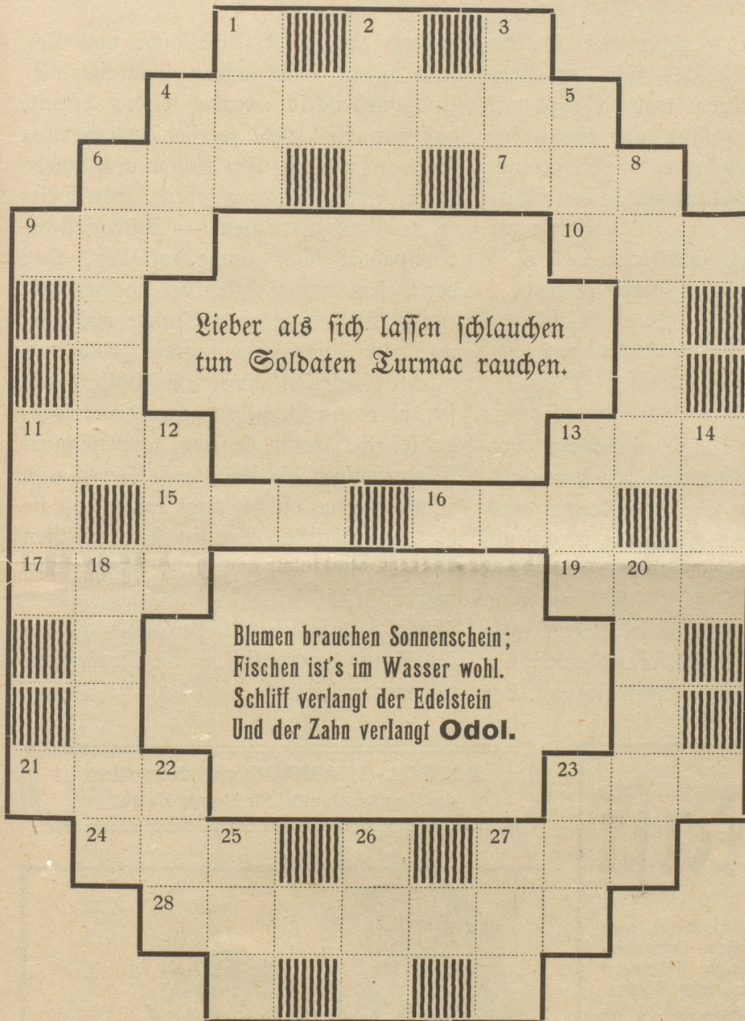 1 2 3
4 5
6 7 8
9 10
Lieber als sich lassen schlauchen
tun Soldaten Turmac rauchen.
11 12 13 14
15 16
17 18 19 20
Blumen brauchen Sonnenschein;
Fischen ist's im Wasser wohl.
Schliff verlangt der Edelstein
Und der Zahn verlangt Odol.
21 22 23
24 25 26 27
28